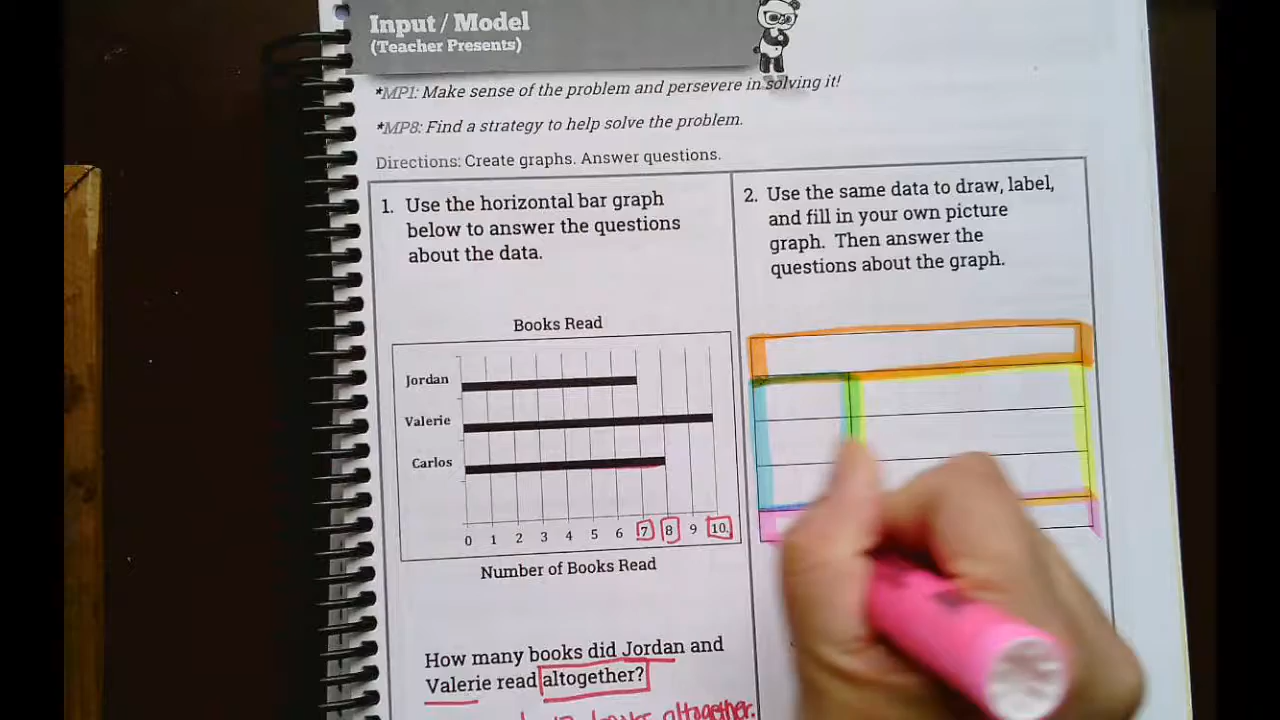 Input / Model
(Teacher Presents)
*MP1: Make sense of the problem and persevere in solving it!
*MP8: Find a strategy to help solve the problem.
Directions: Create graphs. Answer questions.
1. Use the horizontal bar graph
below to answer the questions
about the data.
Books Read
Jordan
Valerie
Carlos
0 1 2 3 4 5 6 7 8 9 10
Number of Books Read
How many books did Jordan and
Valerie read altogether?
altogether.
2. Use the same data to draw, label,
and fill in your own picture
graph. Then answer the
questions about the graph.